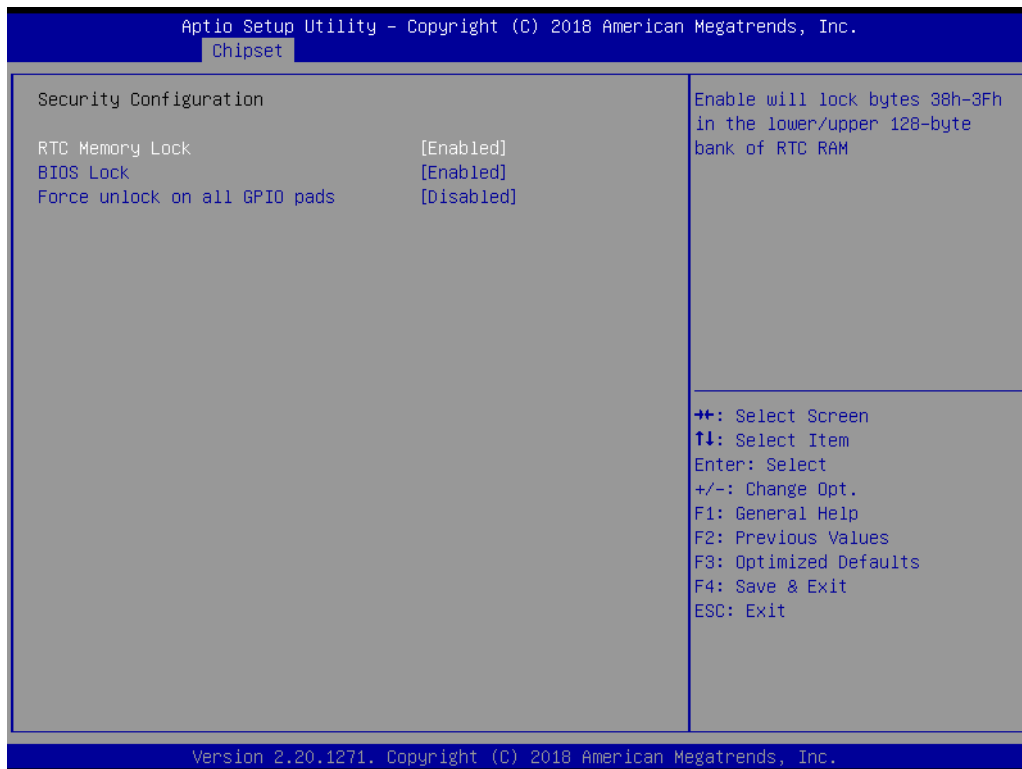 Aptio Setup Utility – Copyright (C) 2018 American Megatrends, Inc.
Chipset
Security Configuration
RTC Memory Lock [Enabled]
BIOS Lock [Enabled]
Force unlock on all GPIO pads [Disabled]
Enable will lock bytes 38h-3Fh
in the lower/upper 128-byte
bank of RTC RAM
→←: Select Screen
↑↓: Select Item
Enter: Select
+/-: Change Opt.
F1: General Help
F2: Previous Values
F3: Optimized Defaults
F4: Save & Exit
ESC: Exit
Version 2.20.1271. Copyright (C) 2018 American Megatrends, Inc.